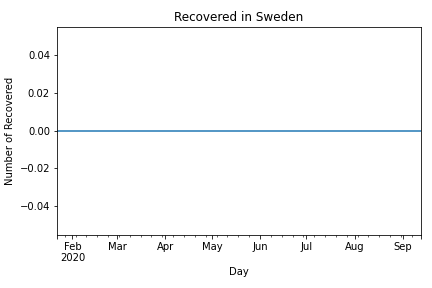 Recovered in Sweden
Number of Recovered
0.04
0.02
0.00
−0.02
−0.04
Feb Mar Apr May Jun Jul Aug Sep
2020
Day